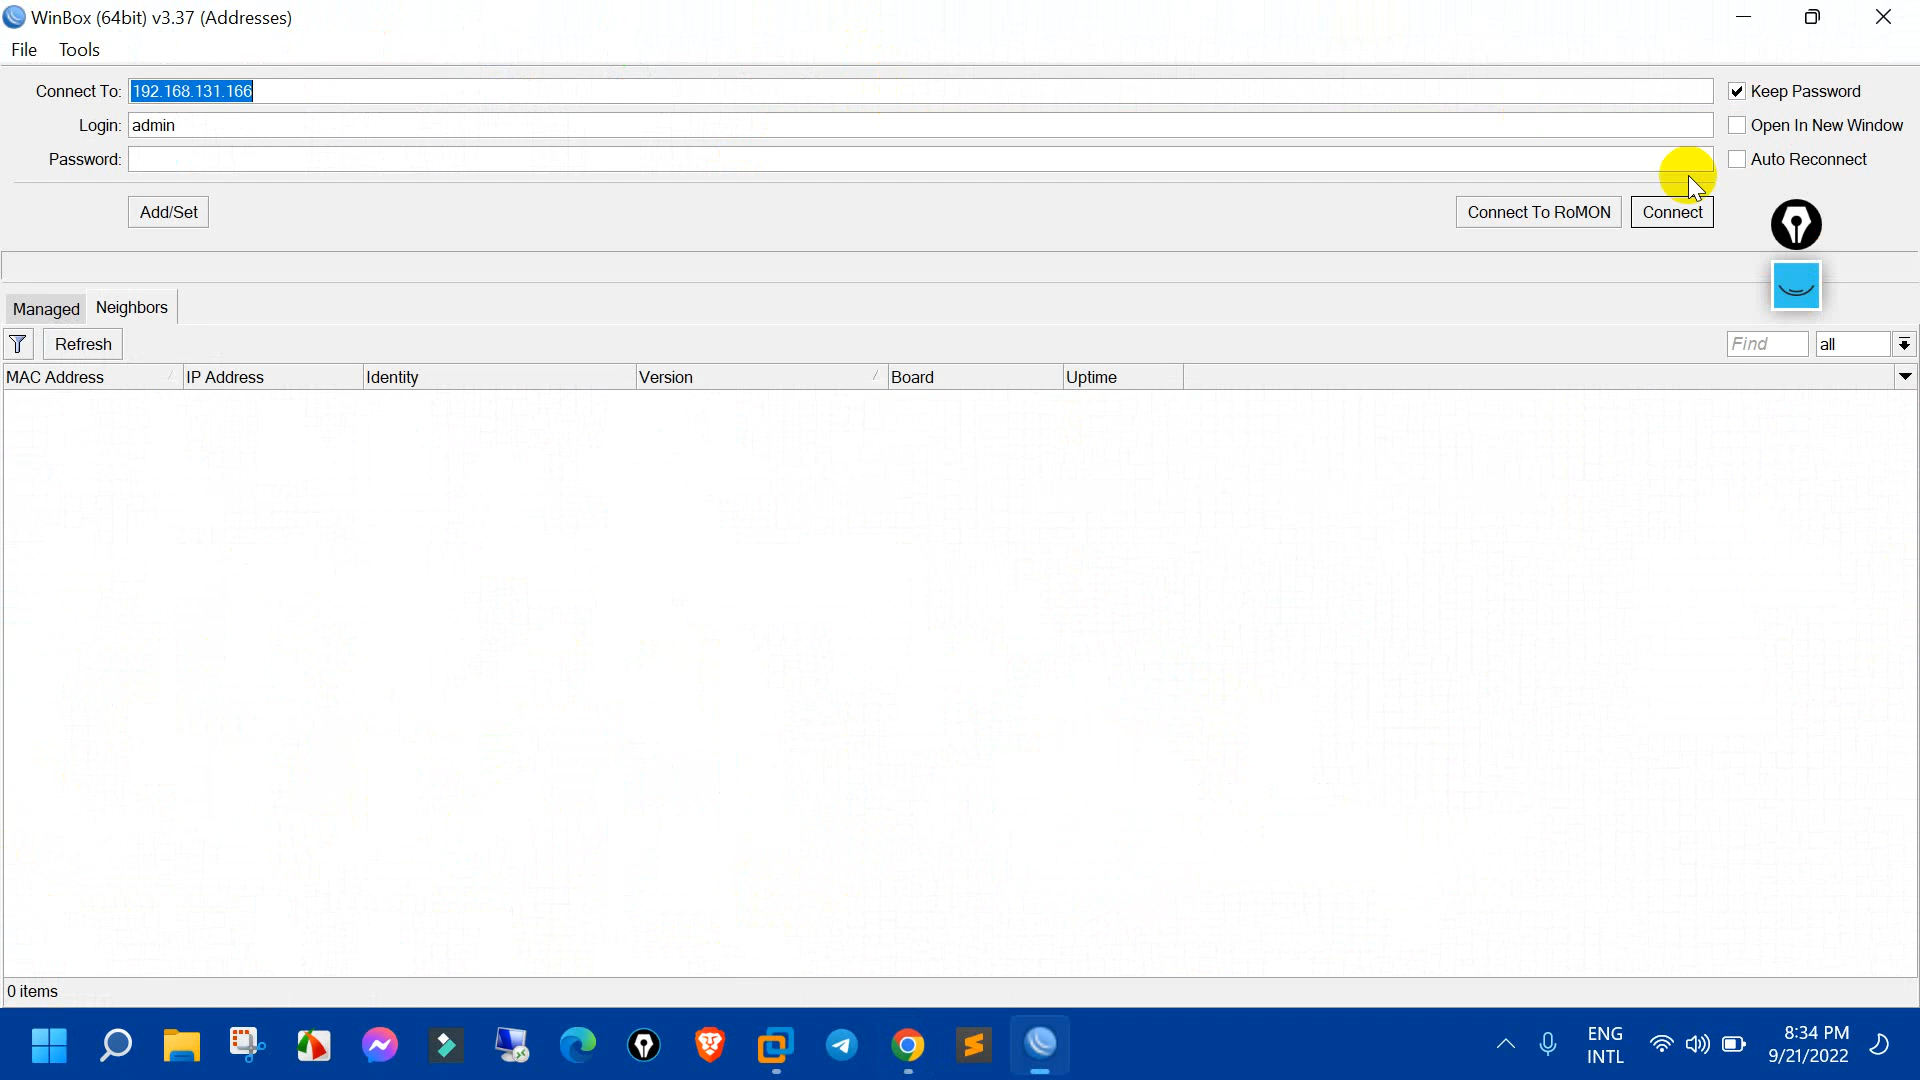 WinBox (64bit) v3.37 (Addresses)
File Tools
Connect To: 192.168.131.166 Keep Password
Login: admin Open In New Window
Password: Auto Reconnect
Add/Set Connect To RoMON Connect
Managed Neighbors
Refresh Find all
MAC Address IP Address Identity Version Board Uptime
0 items
ENG 8:34 PM
INTL 9/21/2022